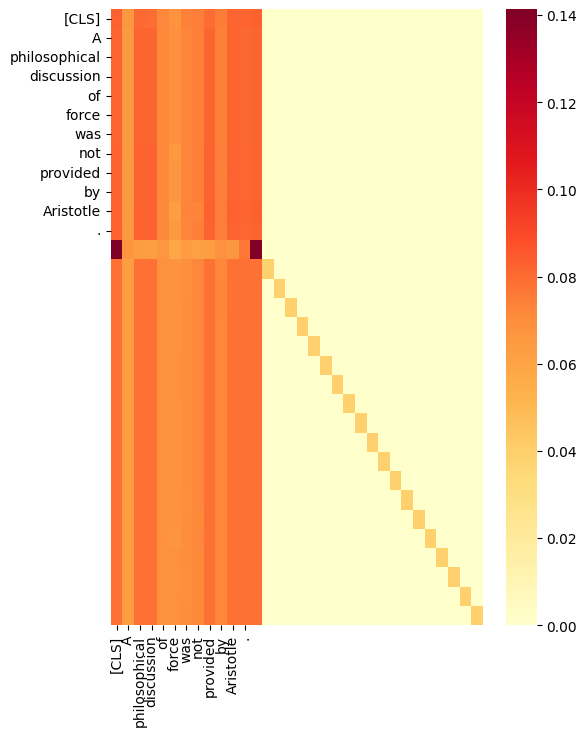 [CLS]
A
philosophical
discussion
of
force
was
not
provided
by
Aristotle
.
0.14
0.12
0.10
0.08
0.06
0.04
0.02
0.00
[CLS]
A
philosophical
discussion
of
force
was
not
provided
by
Aristotle
.